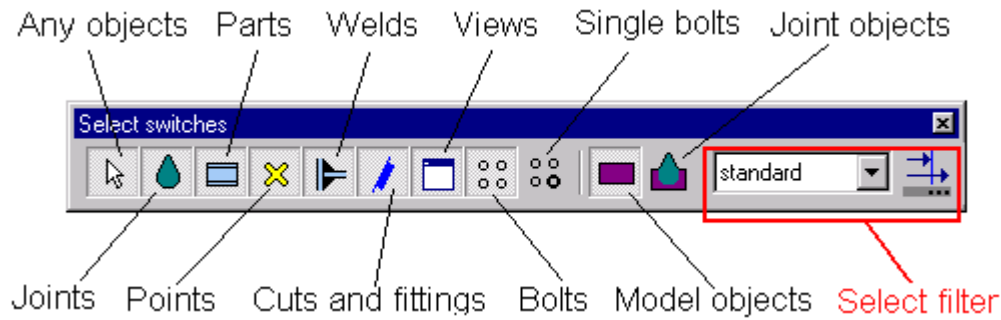 Any objects Parts Welds Views Single bolts Joint objects
Select switches
standard
Joints Points Cuts and fittings Bolts Model objects Select filter